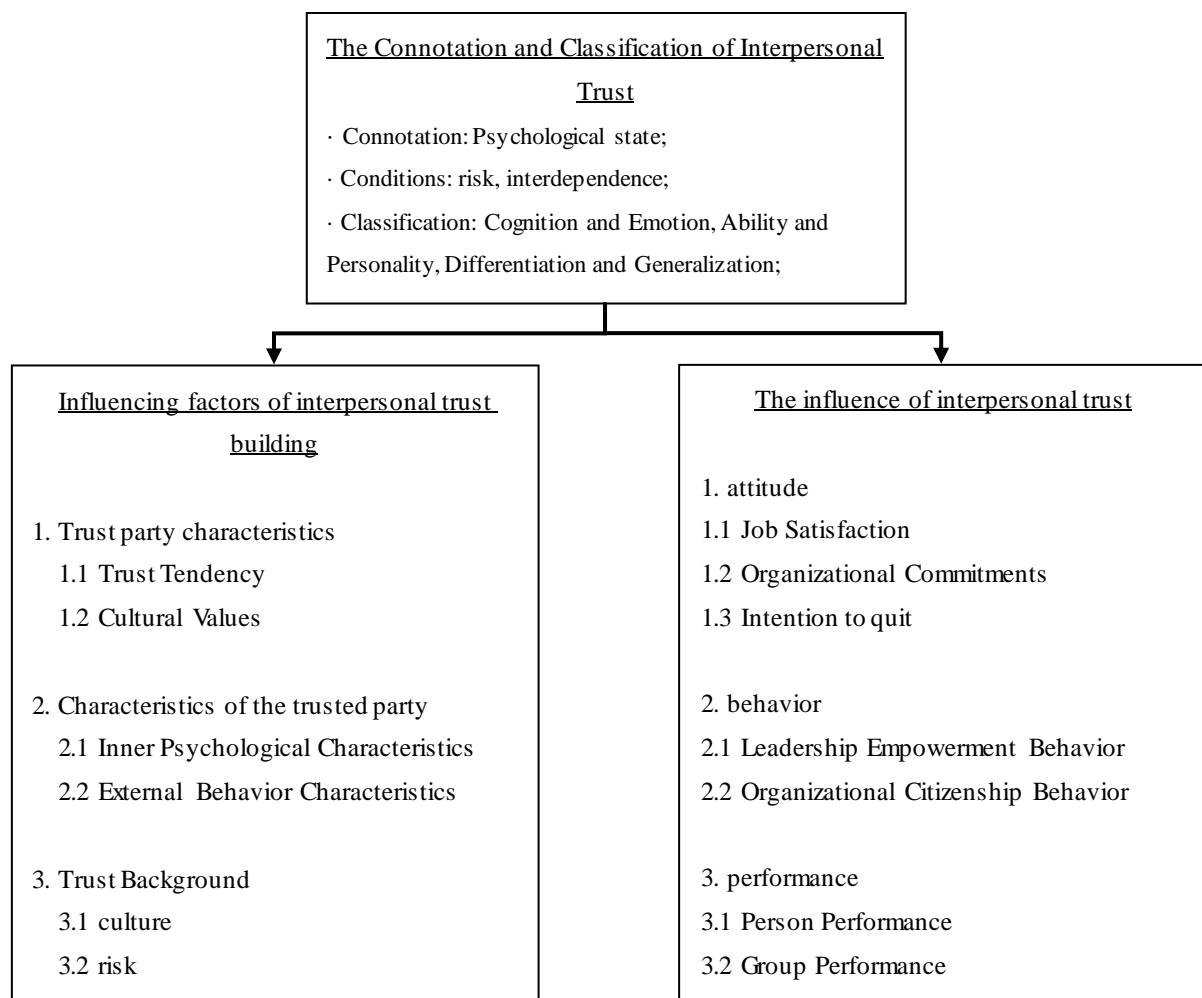 The Connotation and Classification of Interpersonal
Trust
· Connotation: Psychological state;
· Conditions: risk, interdependence;
· Classification: Cognition and Emotion, Ability and
Personality, Differentiation and Generalization;
Influencing factors of interpersonal trust
building
1. Trust party characteristics
1.1 Trust Tendency
1.2 Cultural Values
2. Characteristics of the trusted party
2.1 Inner Psychological Characteristics
2.2 External Behavior Characteristics
3. Trust Background
3.1 culture
3.2 risk
The influence of interpersonal trust
1. attitude
1.1 Job Satisfaction
1.2 Organizational Commitments
1.3 Intention to quit
2. behavior
2.1 Leadership Empowerment Behavior
2.2 Organizational Citizenship Behavior
3. performance
3.1 Person Performance
3.2 Group Performance